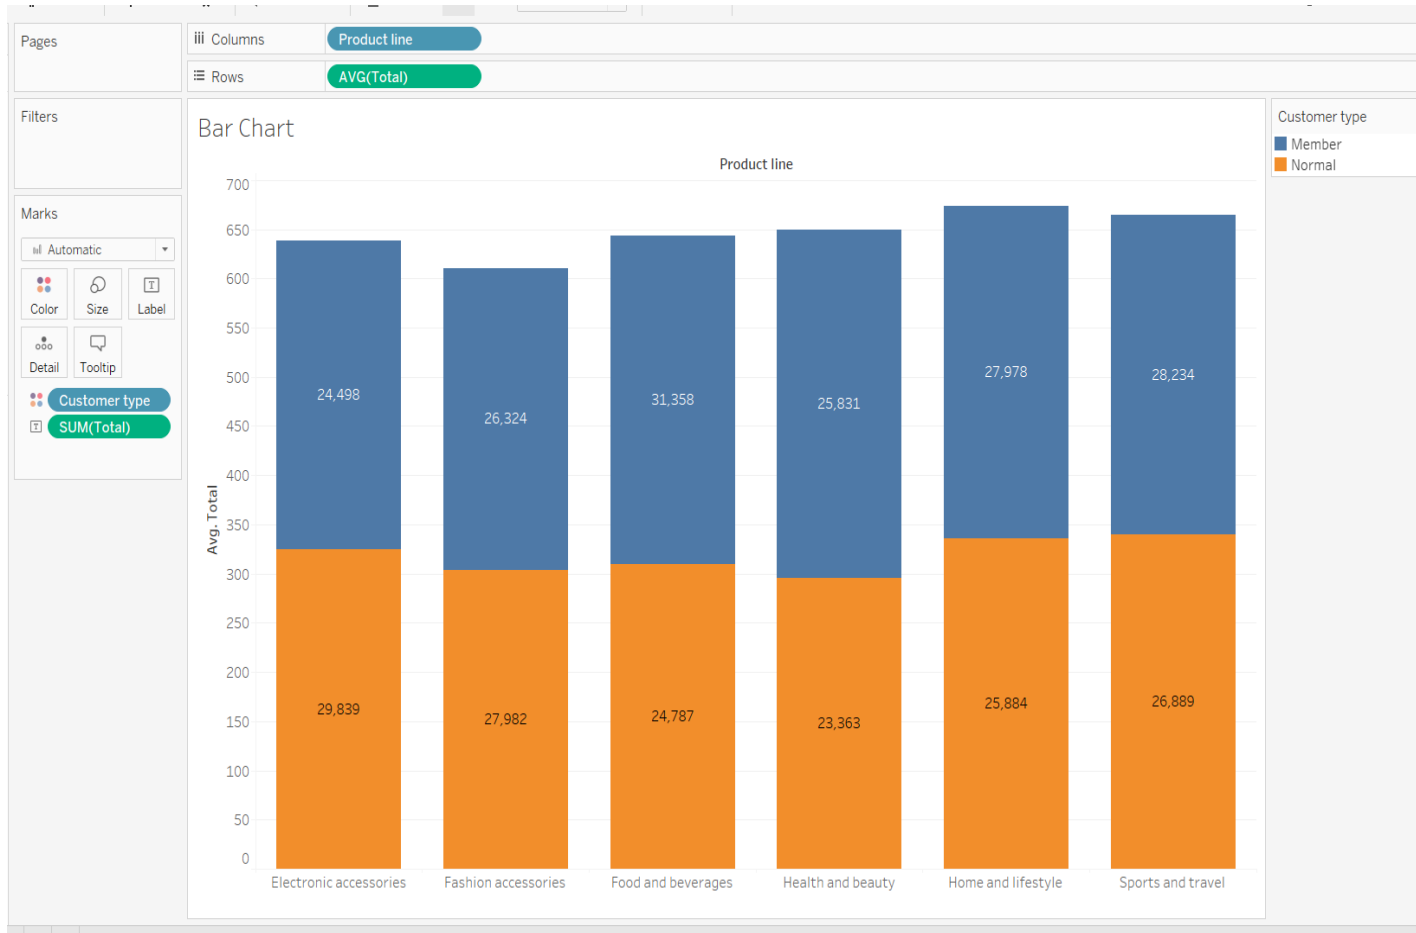 Pages
Columns
Product line
Rows
AVG(Total)
Filters
Marks
Automatic
Color
Size
Label
Detail
Tooltip
Customer type
SUM(Total)
Bar Chart
Product line
700
650
600
550
500
450
400
350
300
250
200
150
100
50
0
Avg. Total
24,498
26,324
31,358
25,831
27,978
28,234
29,839
27,982
24,787
23,363
25,884
26,889
Electronic accessories
Fashion accessories
Food and beverages
Health and beauty
Home and lifestyle
Sports and travel
Customer type
Member
Normal